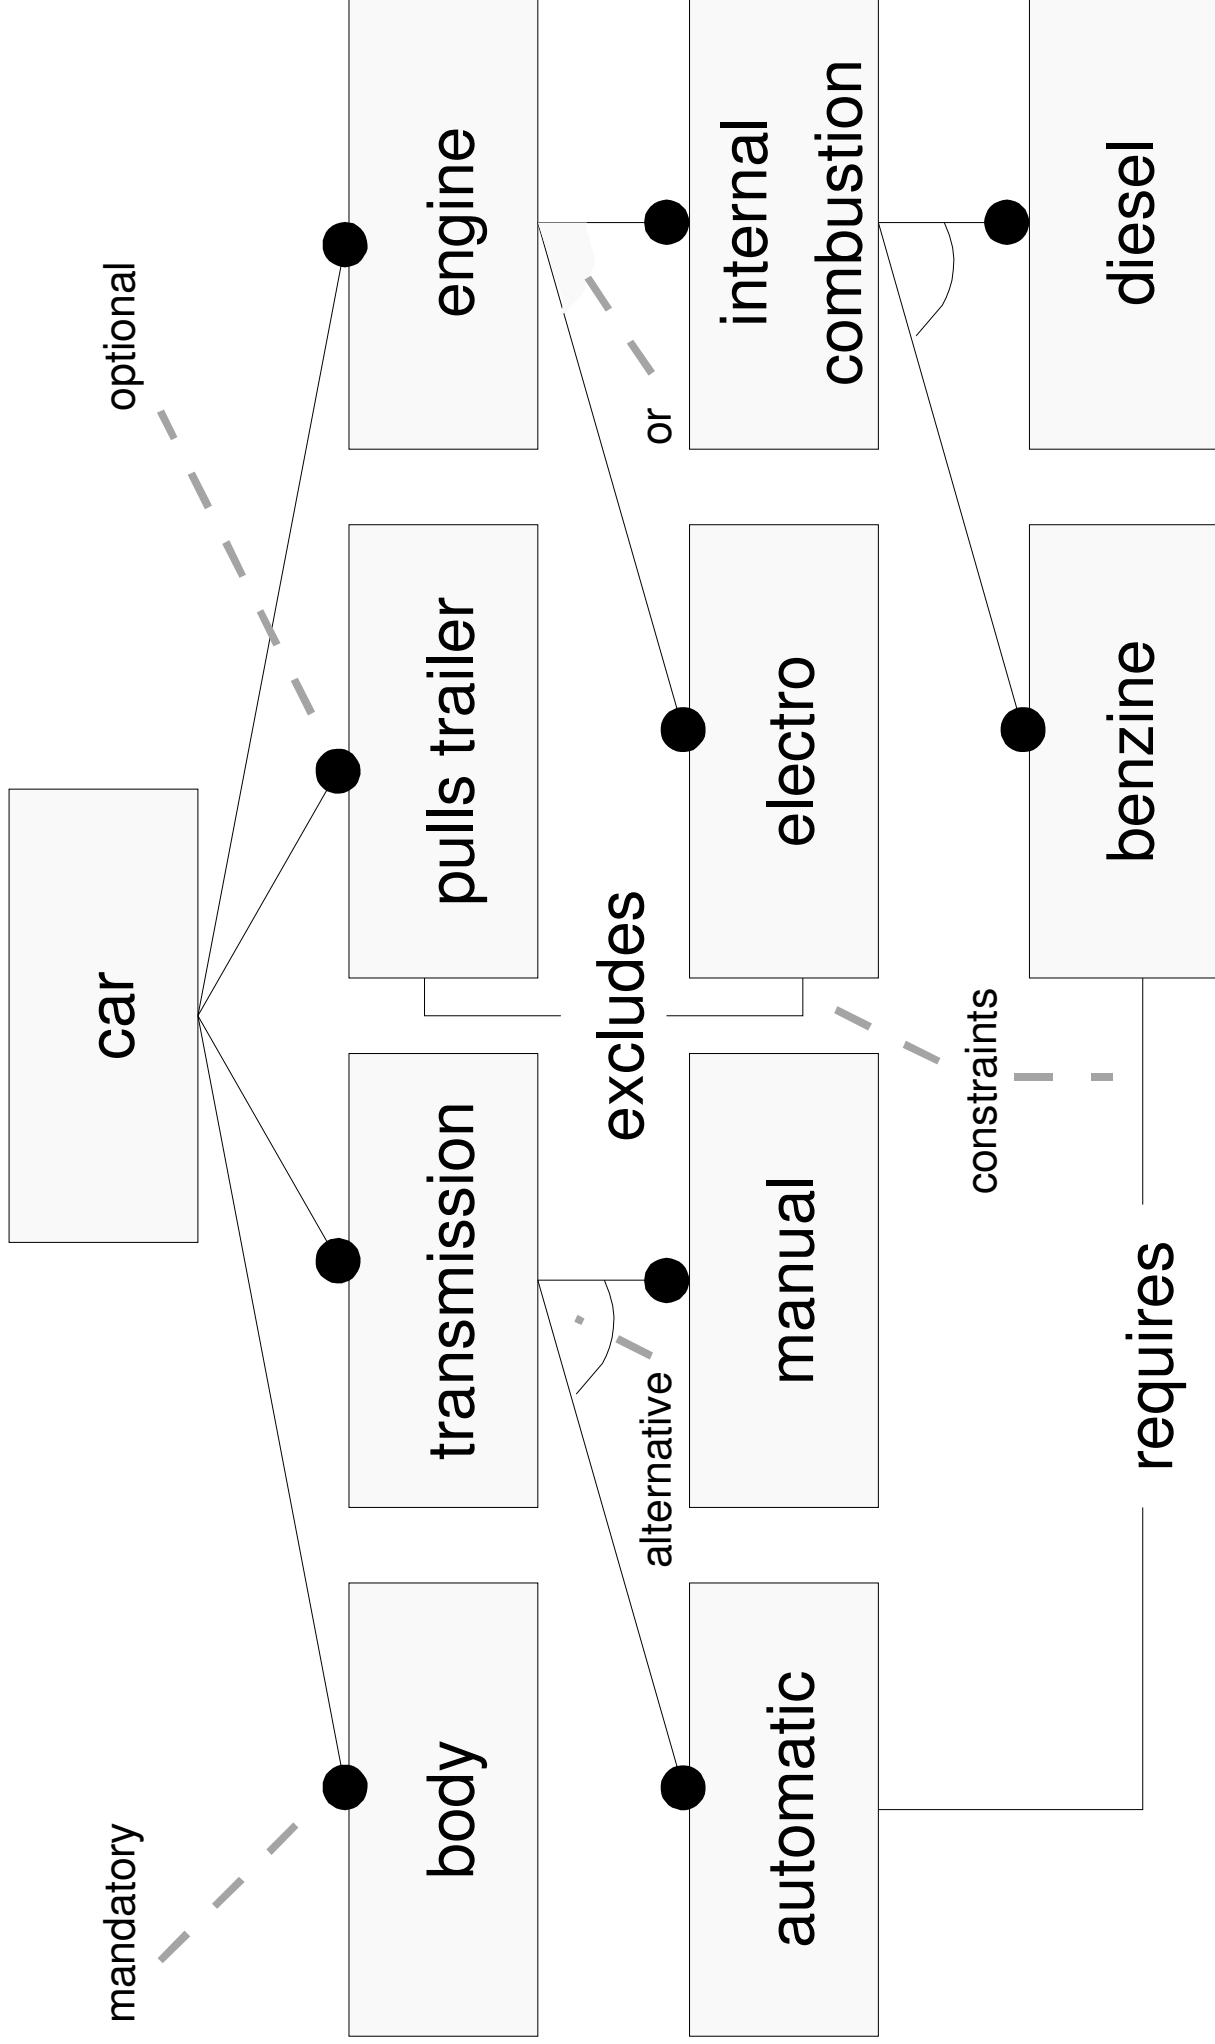 car
mandatory
optional
body
transmission
pulls trailer
engine
excludes
alternative
or
automatic
manual
electro
internal
combustion
constraints
requires
benzine
diesel